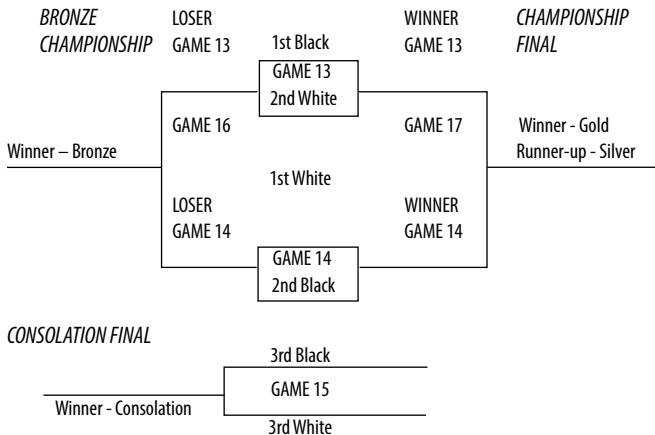 BRONZE CHAMPIONSHIP
LOSER GAME 13
1st Black
WINNER GAME 13
CHAMPIONSHIP FINAL
GAME 13
2nd White
GAME 16
GAME 17
Winner – Bronze
Winner - Gold
Runner-up - Silver
1st White
LOSER GAME 14
WINNER GAME 14
GAME 14
2nd Black
CONSOLATION FINAL
3rd Black
GAME 15
Winner - Consolation
3rd White